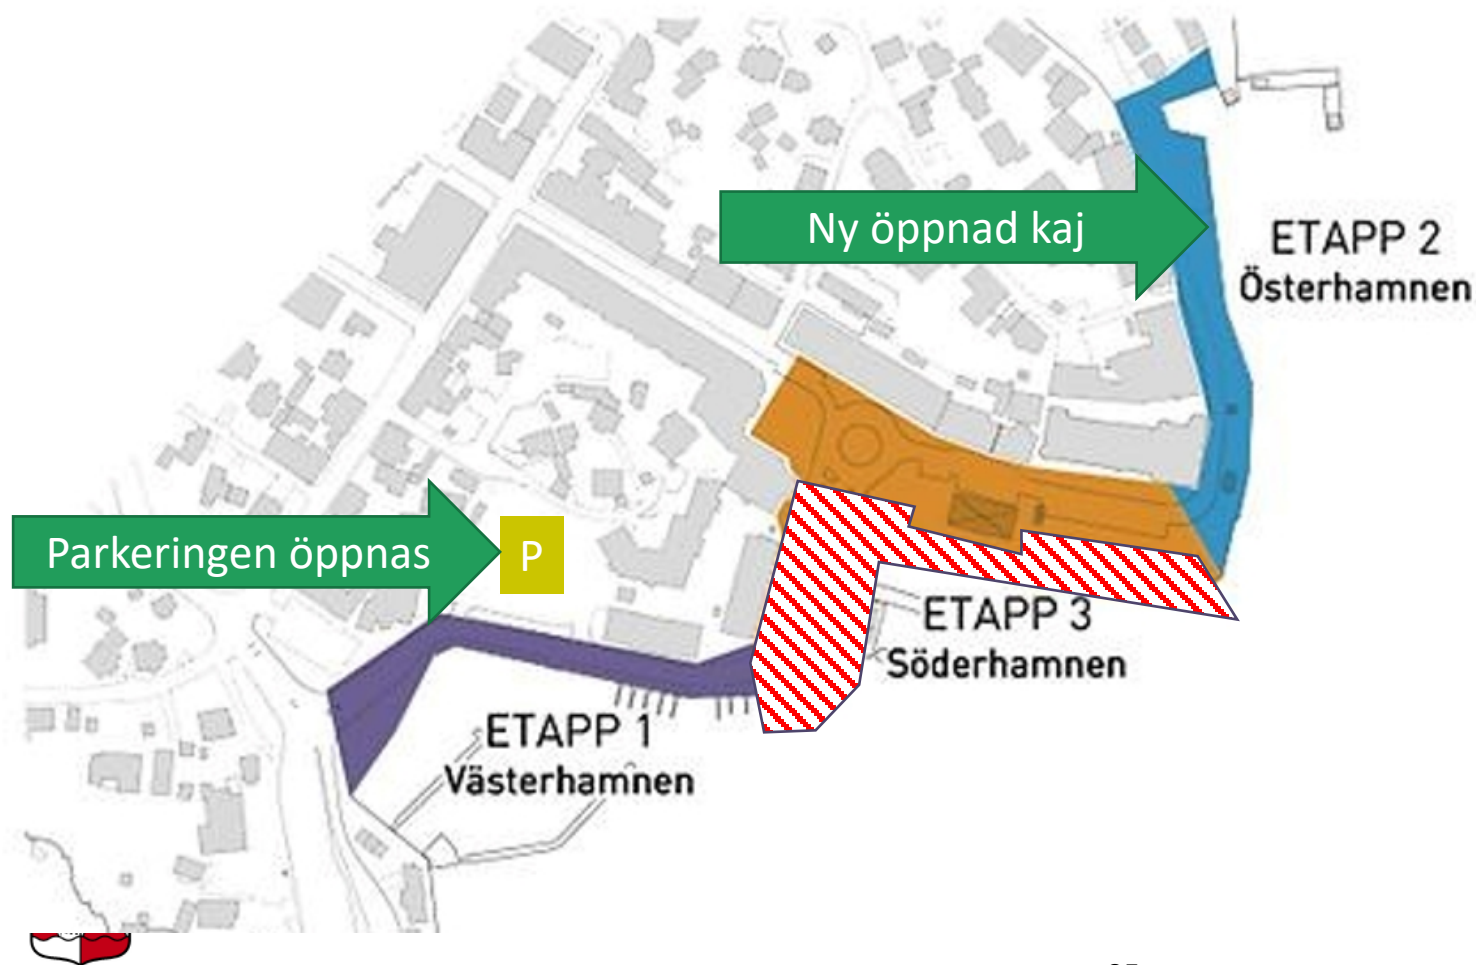 Ny öppnad kaj
ETAPP 2
Österhamnen
Parkeringen öppnas
P
ETAPP 3
Söderhamnen
ETAPP 1
Västerhamnen